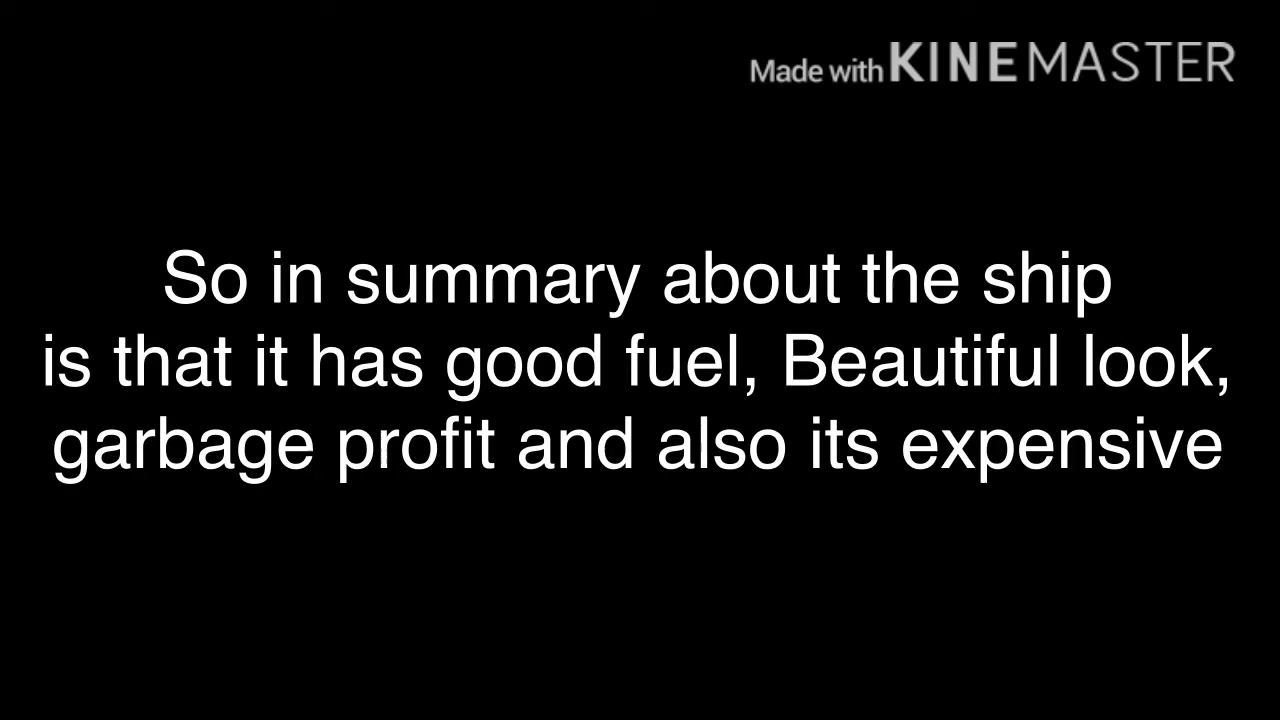 Made with KINEMASTER
So in summary about the ship
is that it has good fuel, Beautiful look,
garbage profit and also its expensive